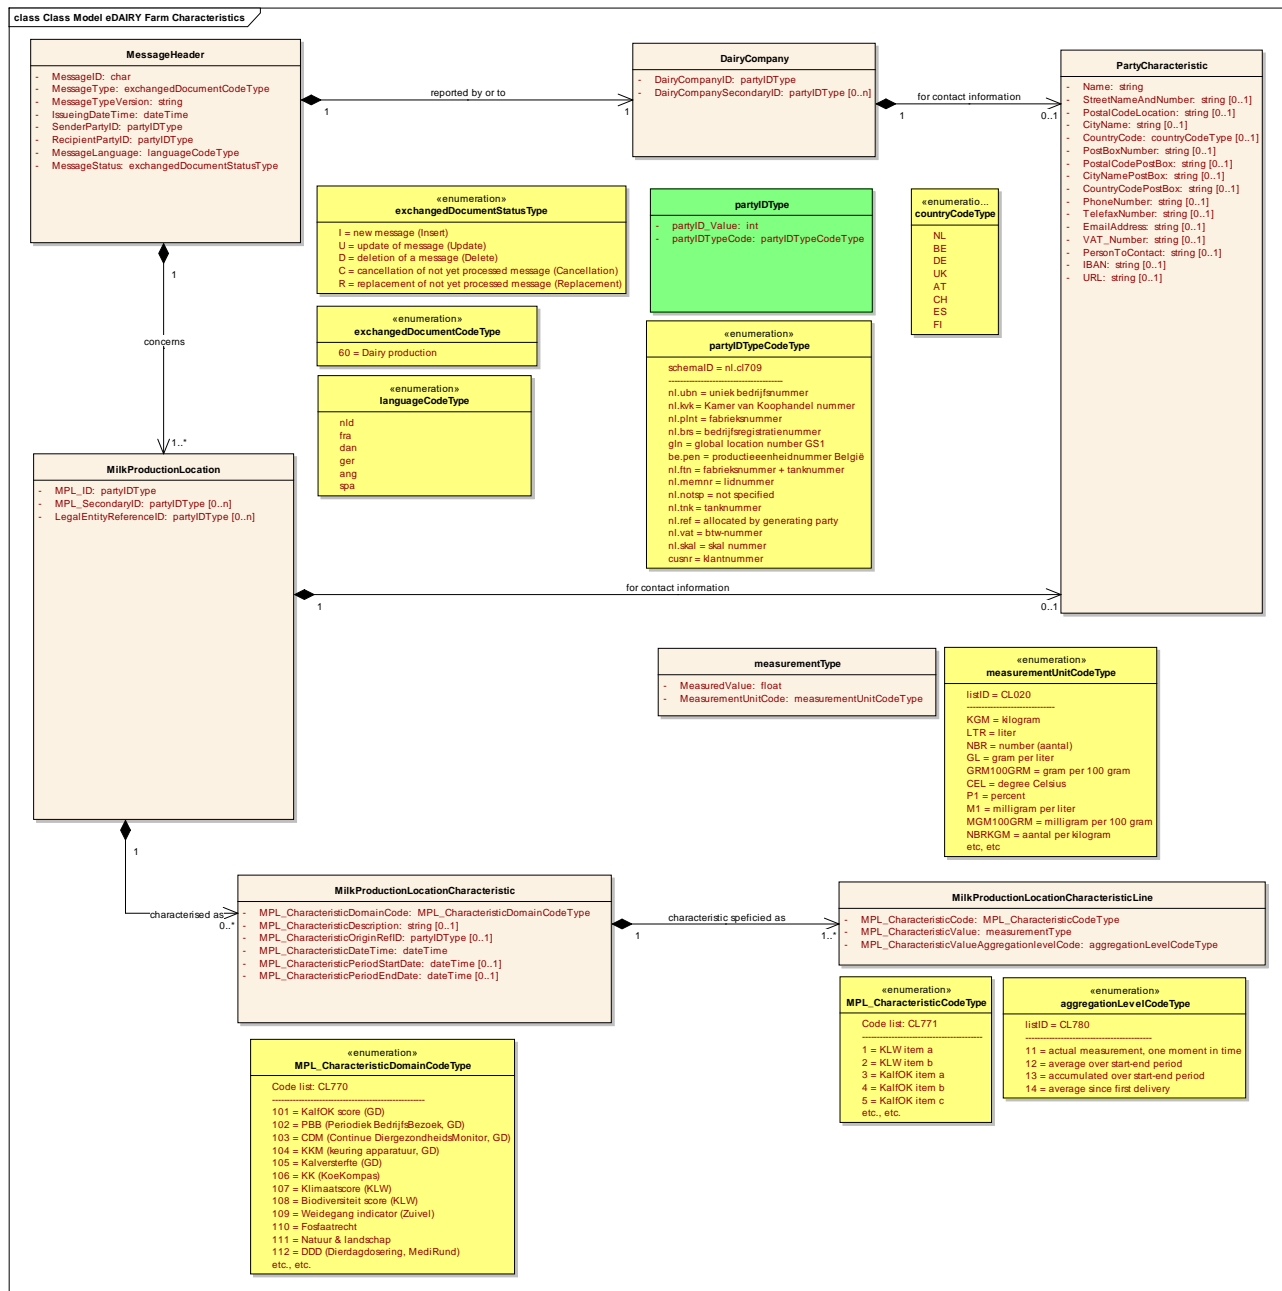 class Class Model eDAIRY Farm Characteristics
MessageHeader
- MessageID: char
- MessageType: exchangedDocumentCodeType
- MessageTypeVersion: string
- IssueingDateTime: dateTime
- SenderPartyID: partyIDType
- RecipientPartyID: partyIDType
- MessageLanguage: languageCodeType
- MessageStatus: exchangedDocumentStatusType
reported by or to
1
1
DairyCompany
- DairyCompanyID: partyIDType
- DairyCompanySecondaryID: partyIDType [0..n]
for contact information
1
0..1
PartyCharacteristic
- Name: string
- StreetNameAndNumber: string [0..1]
- PostalCodeLocation: string [0..1]
- CityName: string [0..1]
- CountryCode: countryCodeType [0..1]
- PostBoxNumber: string [0..1]
- PostalCodePostBox: string [0..1]
- CityNamePostBox: string [0..1]
- CountryCodePostBox: string [0..1]
- PhoneNumber: string [0..1]
- TelefaxNumber: string [0..1]
- EmailAddress: string [0..1]
- VAT_Number: string [0..1]
- PersonToContact: string [0..1]
- IBAN: string [0..1]
- URL: string [0..1]
«enumeration»
exchangedDocumentStatusType
I = new message (Insert)
U = update of message (Update)
D = deletion of a message (Delete)
C = cancellation of not yet processed message (Cancellation)
R = replacement of not yet processed message (Replacement)
partyIDType
- partyID_Value: int
- partyIDTypeCode: partyIDTypeCodeType
«enumeratio...
countryCodeType
NL
BE
DE
UK
AT
CH
ES
FI
1
concerns
1..*
«enumeration»
exchangedDocumentCodeType
60 = Dairy production
«enumeration»
languageCodeType
nld
fra
dan
ger
ang
spa
«enumeration»
partyIDTypeCodeType
schemaID = nl.cl709
----------------------------------------
nl.ubn = uniek bedrijfsnummer
nl.kvk = Kamer van Koophandel nummer
nl.plnt = fabrieksnummer
nl.brs = bedrijfsregistratienummer
gln = global location number GS1
be.pen = productieeenheidnummer België
nl.ftn = fabrieksnummer + tanknummer
nl.memnr = lidnummer
nl.notsp = not specified
nl.tnk = tanknummer
nl.ref = allocated by generating party
nl.vat = btw-nummer
nl.skal = skal nummer
cusnr = klantnummer
MilkProductionLocation
- MPL_ID: partyIDType
- MPL_SecondaryID: partyIDType [0..n]
- LegalEntityReferenceID: partyIDType [0..n]
for contact information
1
0..1
measurementType
- MeasuredValue: float
- MeasurementUnitCode: measurementUnitCodeType
«enumeration»
measurementUnitCodeType
listID = CL020
------------------------------
KGM = kilogram
LTR = liter
NBR = number (aantal)
GL = gram per liter
GRM100GRM = gram per 100 gram
CEL = degree Celsius
P1 = percent
M1 = milligram per liter
MGM100GRM = milligram per 100 gram
NBRKGM = aantal per kilogram
etc, etc
1
characterised as
0..*
MilkProductionLocationCharacteristic
- MPL_CharacteristicDomainCode: MPL_CharacteristicDomainCodeType
- MPL_CharacteristicDescription: string [0..1]
- MPL_CharacteristicOriginRefID: partyIDType [0..1]
- MPL_CharacteristicDateTime: dateTime
- MPL_CharacteristicPeriodStartDate: dateTime [0..1]
- MPL_CharacteristicPeriodEndDate: dateTime [0..1]
characteristic speficied as
1
1..*
MilkProductionLocationCharacteristicLine
- MPL_CharacteristicCode: MPL_CharacteristicCodeType
- MPL_CharacteristicValue: measurementType
- MPL_CharacteristicValueAggregationlevelCode: aggregationLevelCodeType
«enumeration»
MPL_CharacteristicCodeType
Code list: CL771
-----------------------------------------
1 = KLW item a
2 = KLW item b
3 = KalfOK item a
4 = KalfOK item b
5 = KalfOK item c
etc., etc.
«enumeration»
aggregationLevelCodeType
listID = CL780
-------------------------------------------
11 = actual measurement, one moment in time
12 = average over start-end period
13 = accumulated over start-end period
14 = average since first delivery
«enumeration»
MPL_CharacteristicDomainCodeType
Code list: CL770
----------------------------------------------------
101 = KalfOK score (GD)
102 = PBB (Periodiek BedrijfsBezoek, GD)
103 = CDM (Continue DiergezondheidsMonitor, GD)
104 = KKM (keuring apparatuur, GD)
105 = Kalversterfte (GD)
106 = KK (KoeKompas)
107 = Klimaatscore (KLW)
108 = Biodiversiteit score (KLW)
109 = Weidegang indicator (Zuivel)
110 = Fosfaatrecht
111 = Natuur & landschap
112 = DDD (Dierdagdosering, MediRund)
etc., etc.